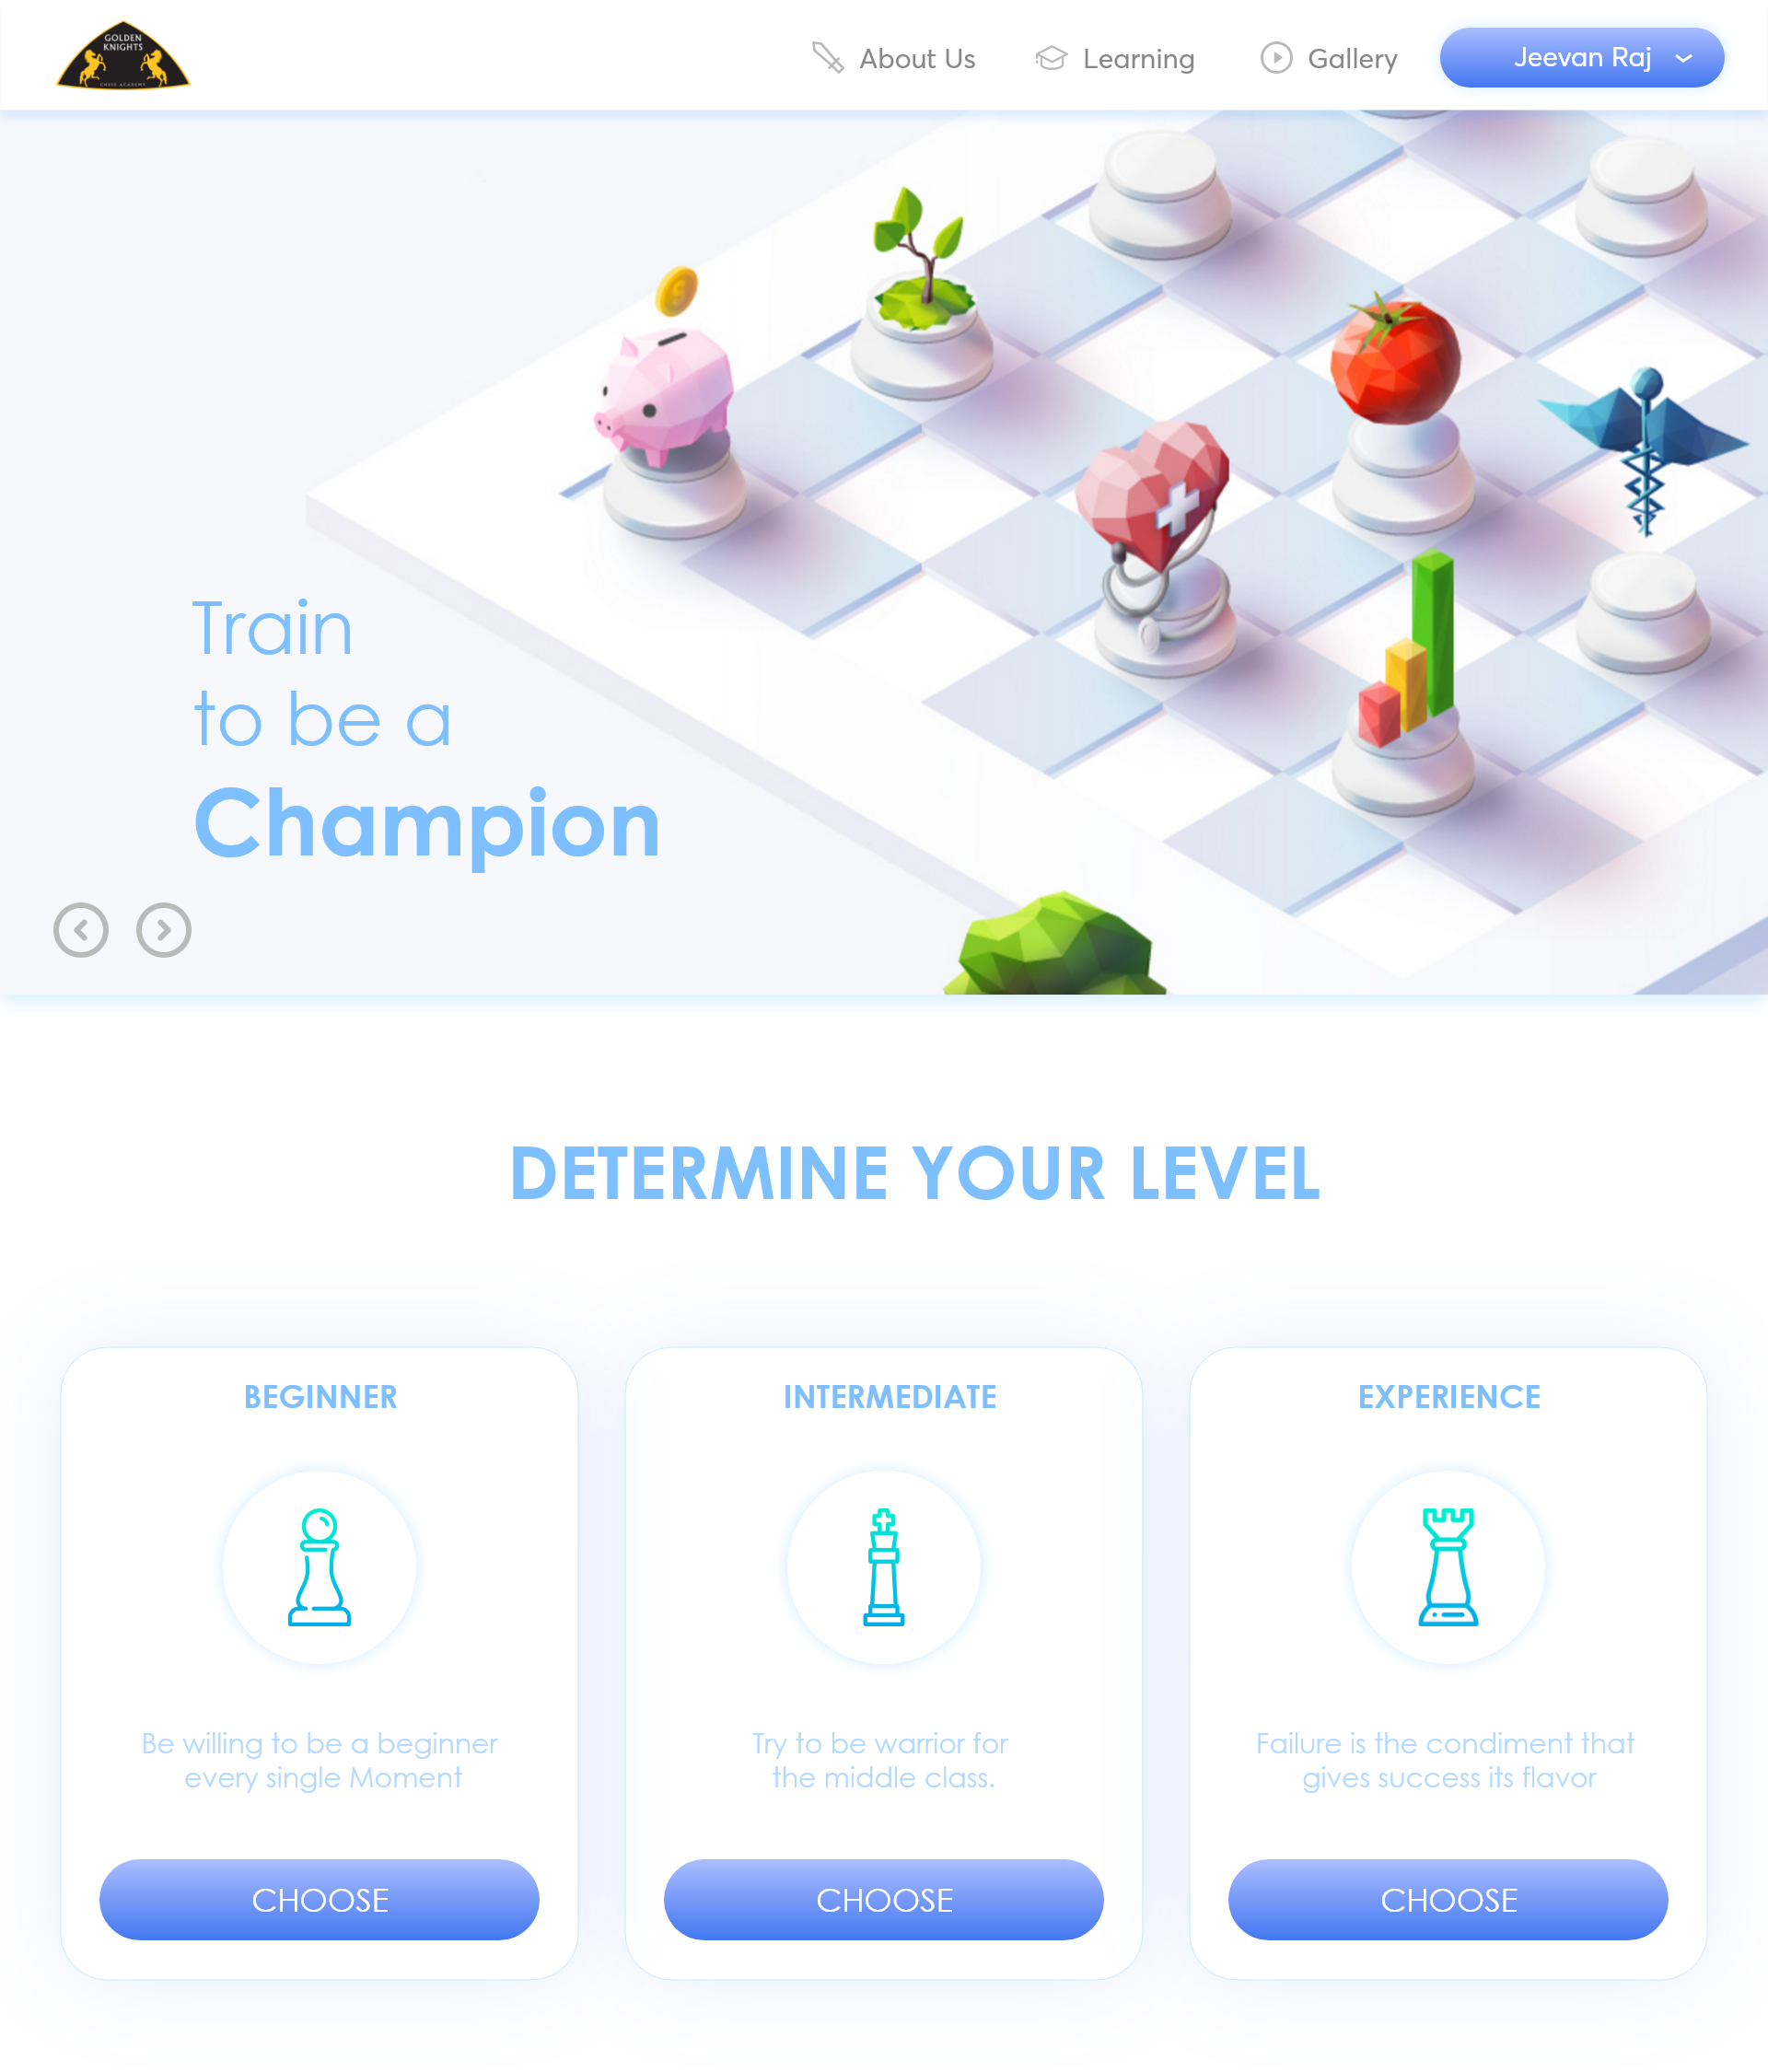 GOLDEN
KNIGHTS
CHESS ACADEMY
About Us
Learning
Gallery
Jeevan Raj
Train
to be a
Champion
DETERMINE YOUR LEVEL
BEGINNER
Be willing to be a beginner
every single Moment
CHOOSE
INTERMEDIATE
Try to be warrior for
the middle class.
CHOOSE
EXPERIENCE
Failure is the condiment that
gives success its flavor
CHOOSE